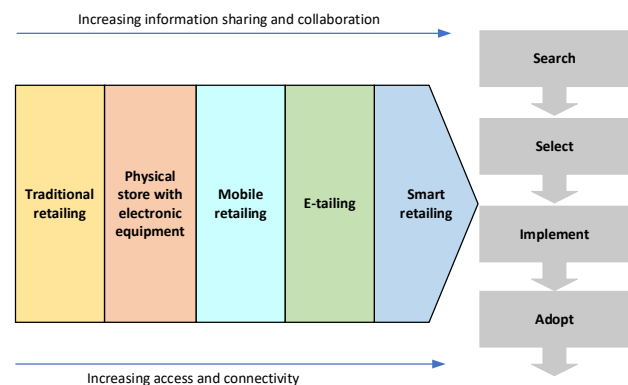 Increasing information sharing and collaboration
Traditional
retailing
Physical
store with
electronic
equipment
Mobile
retailing
E-tailing
Smart
retailing
Search
Select
Implement
Adopt
Increasing access and connectivity